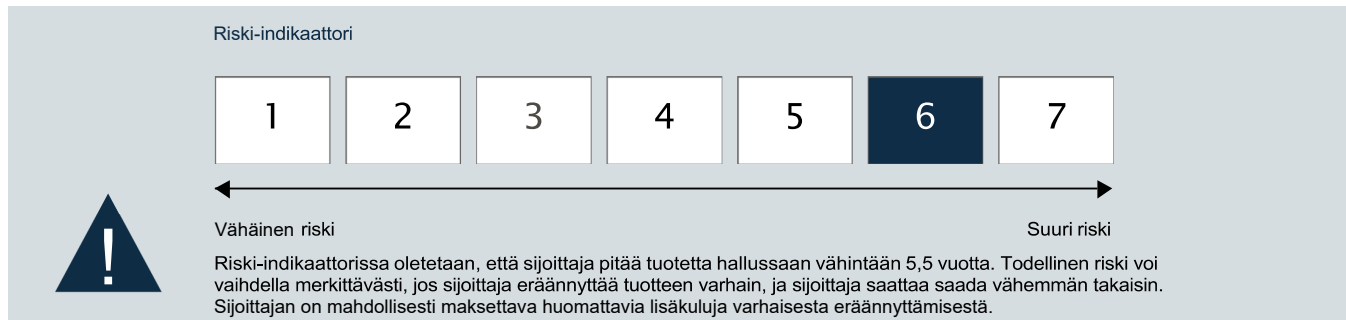 Riski-indikaattori
1 2 3 4 5 6 7
Vähäinen riski Suuri riski
Riski-indikaattorissa oletetaan, että sijoittaja pitää tuotetta hallussaan vähintään 5,5 vuotta. Todellinen riski voi
vaihdella merkittävästi, jos sijoittaja eräännyttää tuotteen varhain, ja sijoittaja saattaa saada vähemmän takaisin.
Sijoittajan on mahdollisesti maksettava huomattavia lisäkuluja varhaisesta eräännyttämisestä.